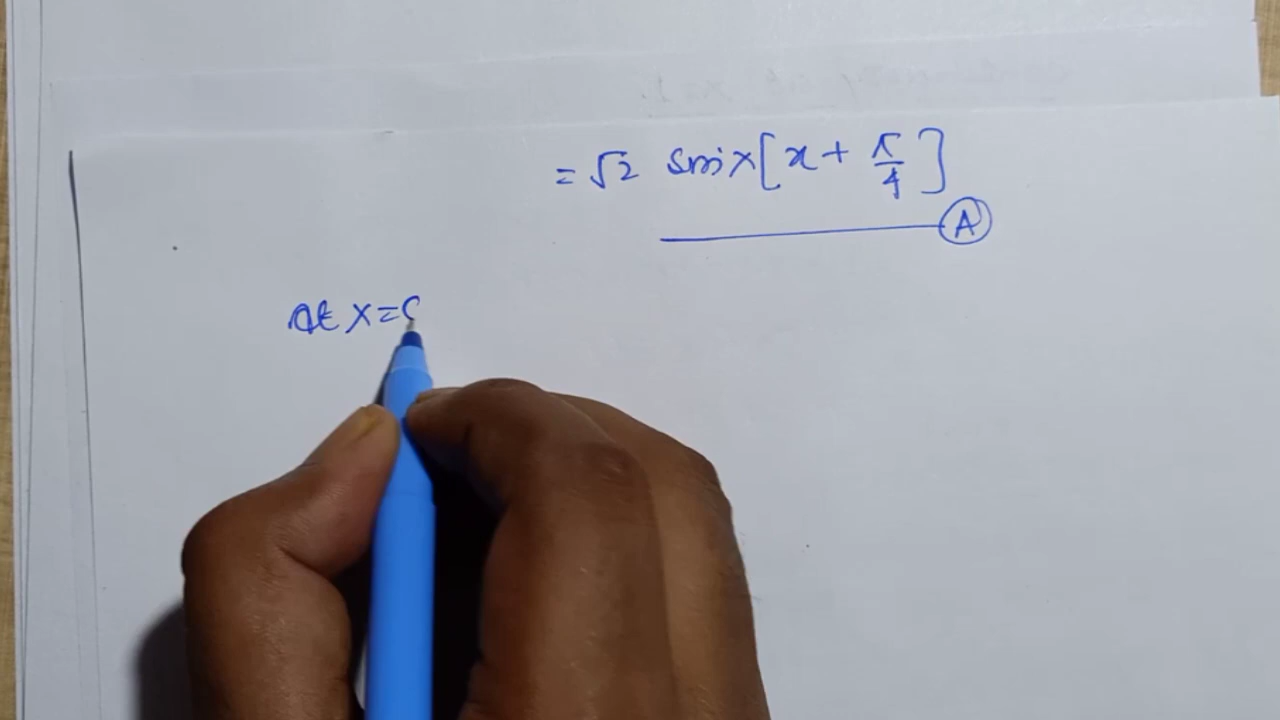 = √2 sin x [x + π/4]
A
at x=0